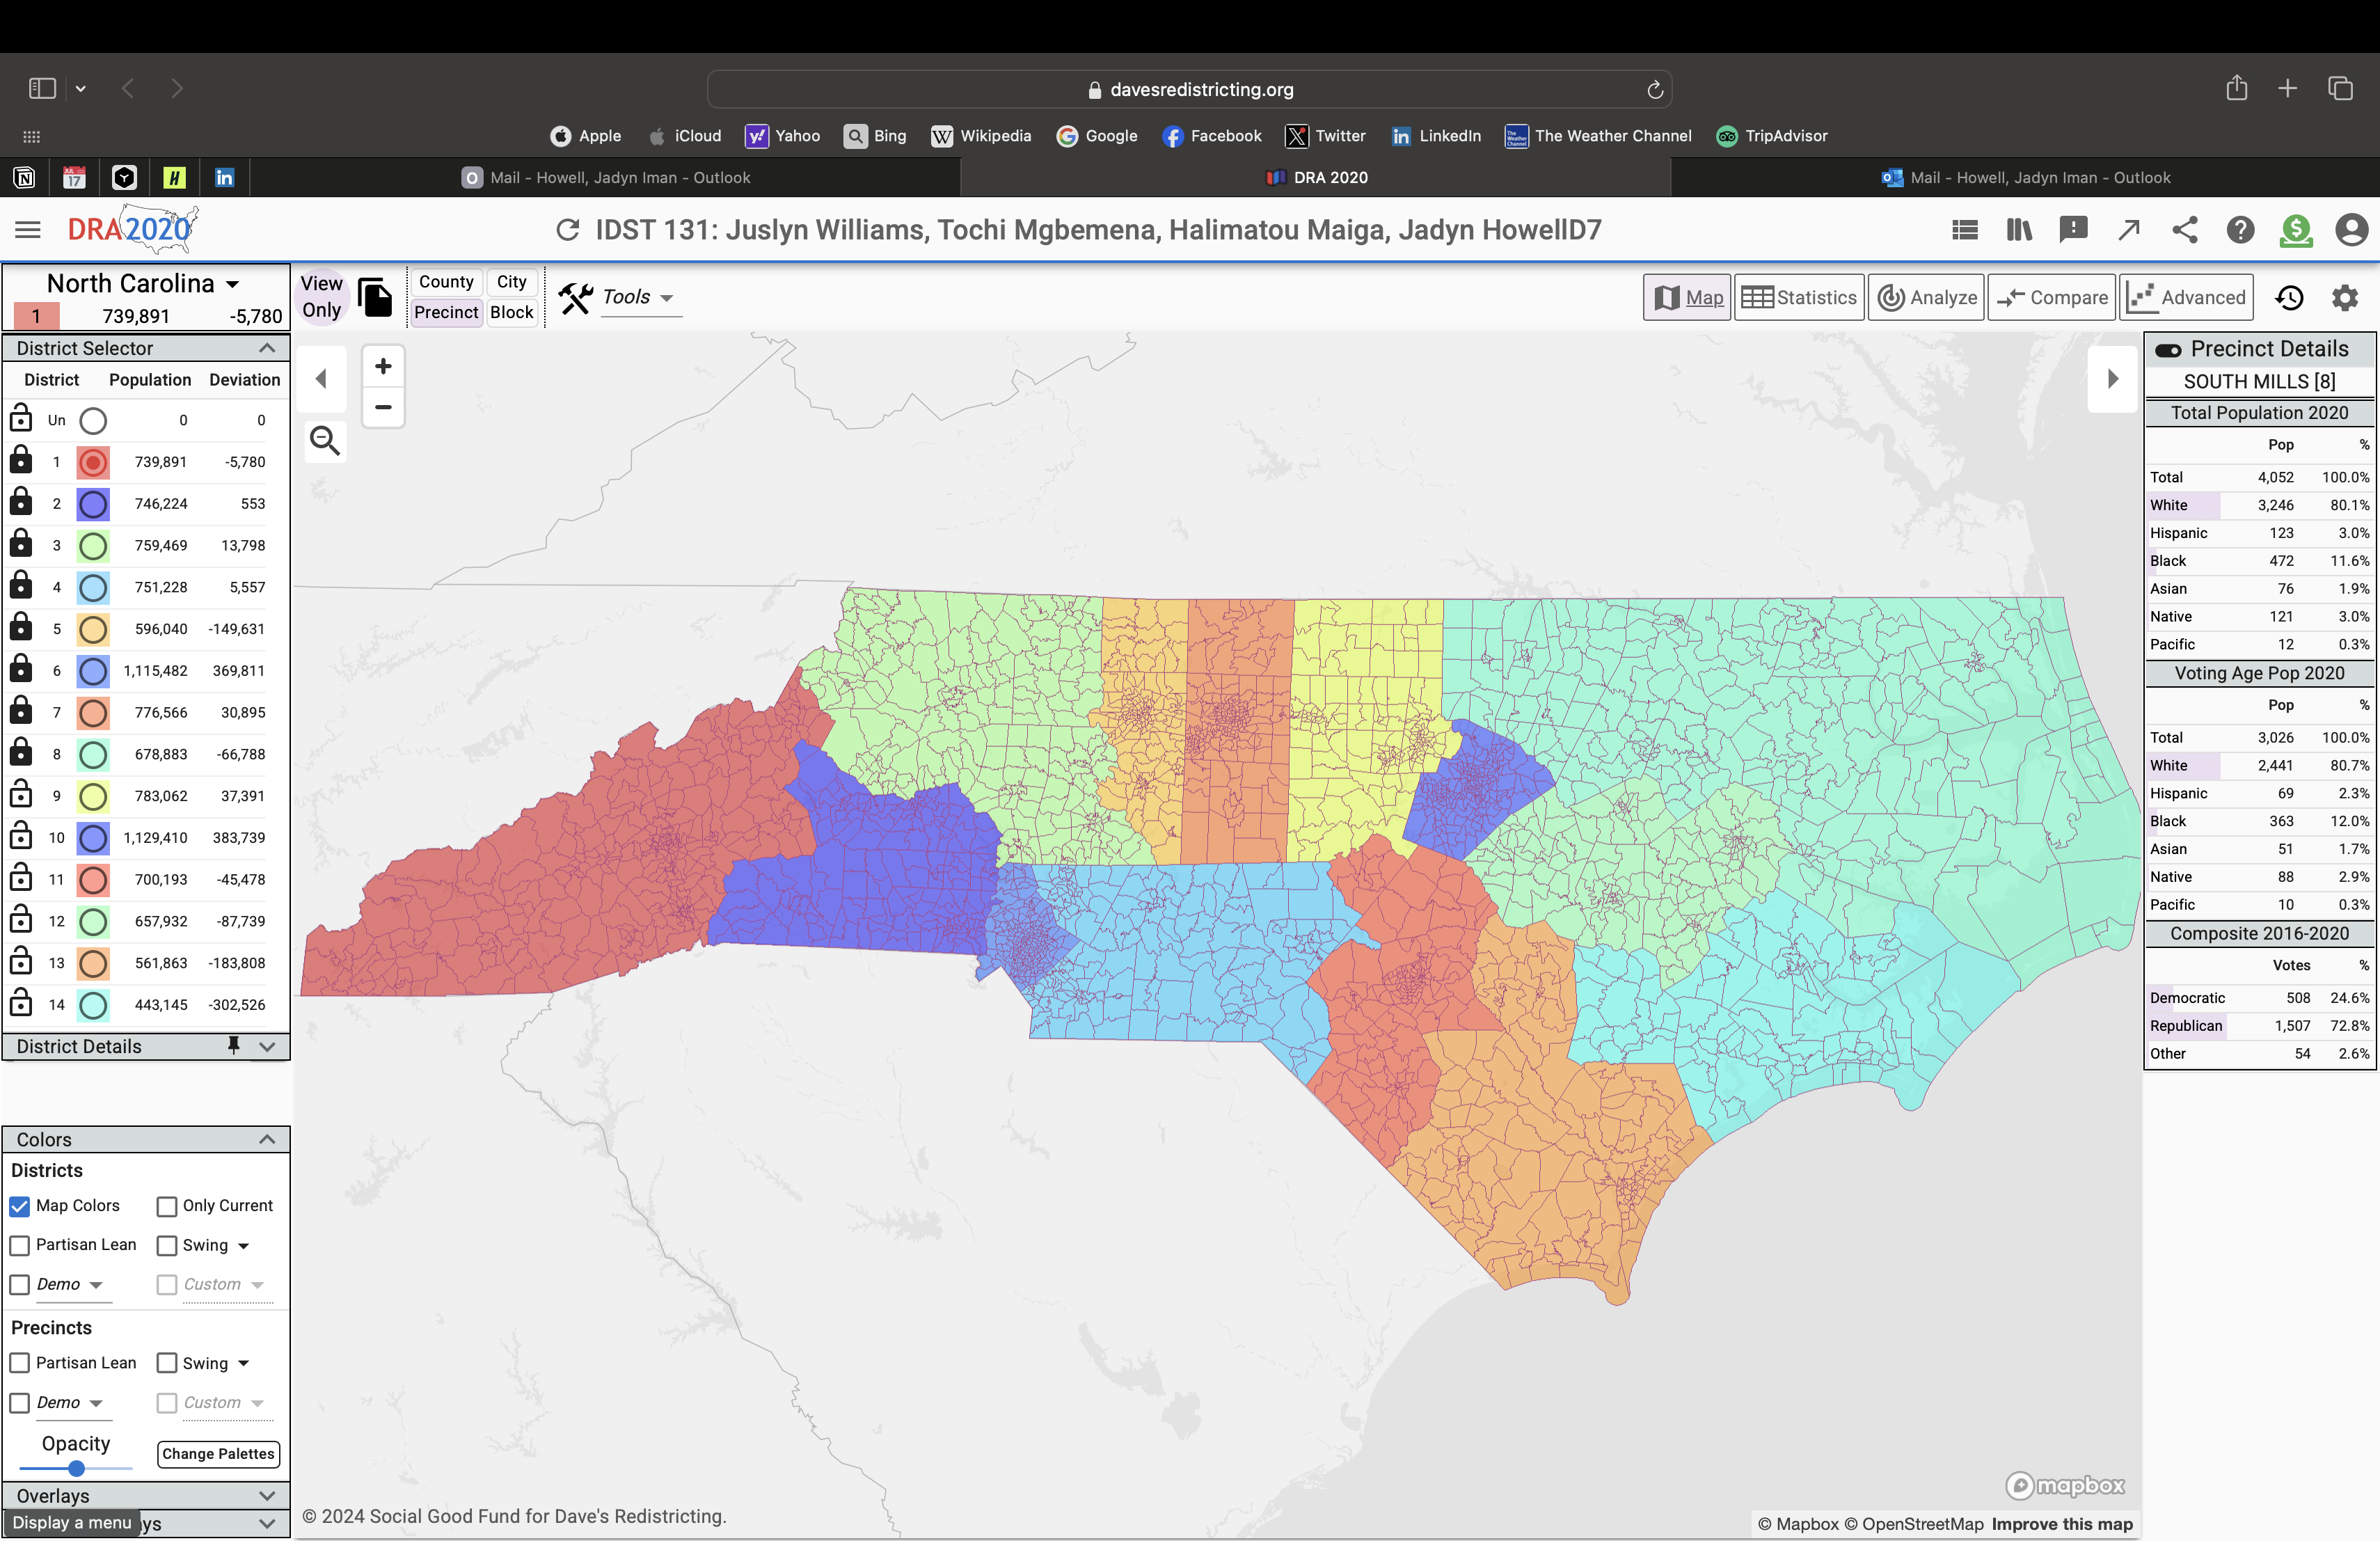 davesredistricting.org
Apple iCloud Yahoo Bing Wikipedia Google Facebook Twitter LinkedIn The Weather Channel TripAdvisor
Mail - Howell, Jadyn Iman - Outlook DRA 2020 Mail - Howell, Jadyn Iman - Outlook
DRA2020 IDST 131: Juslyn Williams, Tochi Mgbemena, Halimatou Maiga, Jadyn HowellD7
North Carolina
1 739,891 -5,780
View Only
County City
Precinct Block
Tools
Map Statistics Analyze Compare Advanced
District Selector
District Population Deviation
Un 0 0
1 739,891 -5,780
2 746,224 553
3 759,469 13,798
4 751,228 5,557
5 596,040 -149,631
6 1,115,482 369,811
7 776,566 30,895
8 678,883 -66,788
9 783,062 37,391
10 1,129,410 383,739
11 700,193 -45,478
12 657,932 -87,739
13 561,863 -183,808
14 443,145 -302,526
District Details
Colors
Districts
Map Colors Only Current
Partisan Lean Swing
Demo Custom
Precincts
Partisan Lean Swing
Demo Custom
Opacity
Change Palettes
Overlays
Display a menu ys
+
−
© 2024 Social Good Fund for Dave's Redistricting.
mapbox
© Mapbox © OpenStreetMap Improve this map
Precinct Details
SOUTH MILLS [8]
Total Population 2020
Pop %
Total 4,052 100.0%
White 3,246 80.1%
Hispanic 123 3.0%
Black 472 11.6%
Asian 76 1.9%
Native 121 3.0%
Pacific 12 0.3%
Voting Age Pop 2020
Pop %
Total 3,026 100.0%
White 2,441 80.7%
Hispanic 69 2.3%
Black 363 12.0%
Asian 51 1.7%
Native 88 2.9%
Pacific 10 0.3%
Composite 2016-2020
Votes %
Democratic 508 24.6%
Republican 1,507 72.8%
Other 54 2.6%